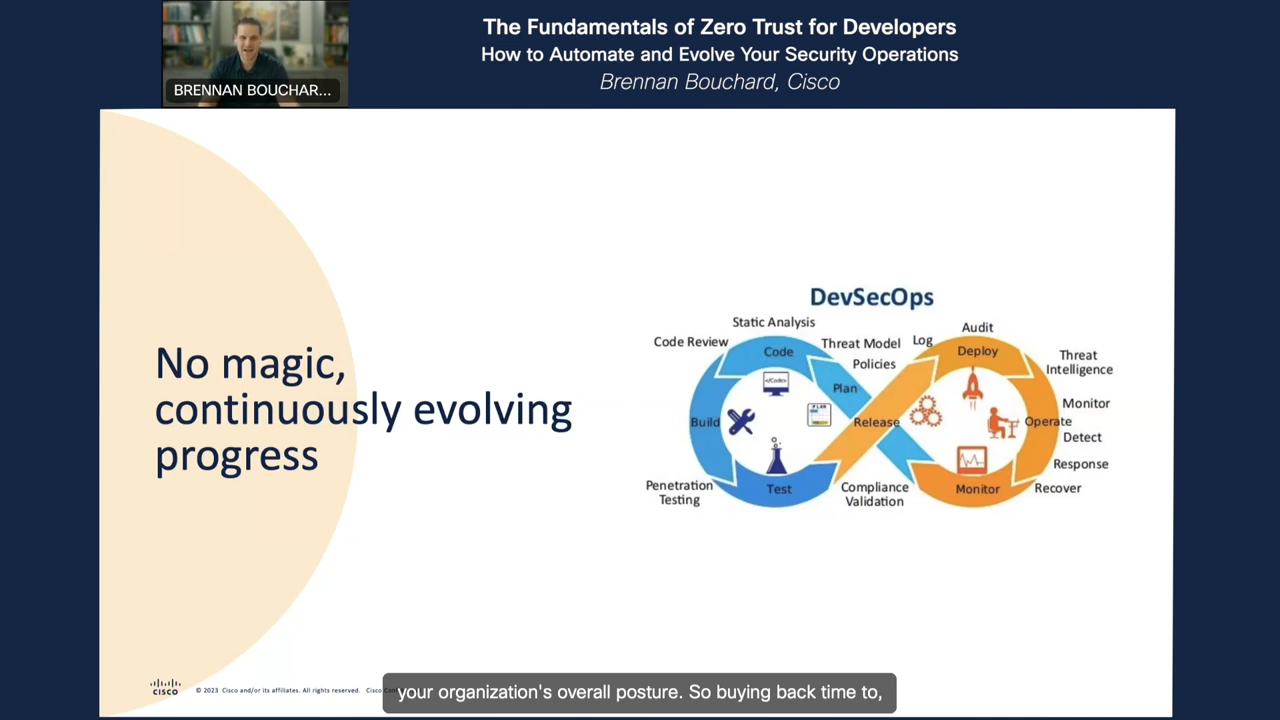 The Fundamentals of Zero Trust for Developers
How to Automate and Evolve Your Security Operations
Brennan Bouchard, Cisco
BRENNAN BOUCHAR...
No magic,
continuously evolving
progress
DevSecOps
Static Analysis
Code Review
Code
Threat Model
Policies
Log
Audit
Deploy
Threat
Intelligence
</Code>
Plan
PLAN
Build
Release
Operate
Monitor
Detect
Response
Recover
Penetration
Testing
Test
Compliance
Validation
Monitor
CISCO
© 2023 Cisco and/or its affiliates. All rights reserved. Cisco
your organization's overall posture. So buying back time to,